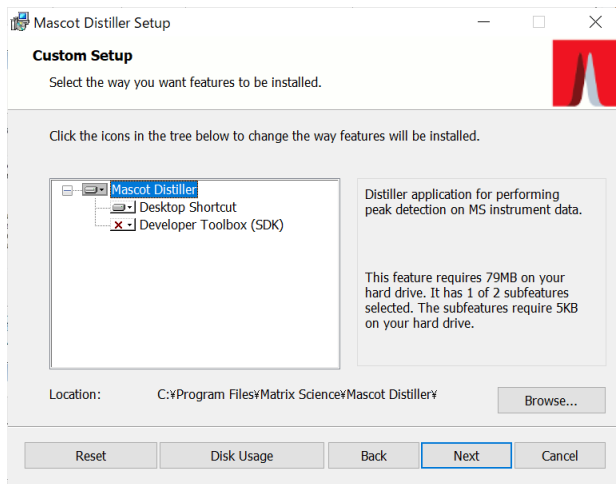 Mascot Distiller Setup
Custom Setup
Select the way you want features to be installed.
Click the icons in the tree below to change the way features will be installed.
Mascot Distiller
Desktop Shortcut
Developer Toolbox (SDK)
Distiller application for performing
peak detection on MS instrument data.
This feature requires 79MB on your
hard drive. It has 1 of 2 subfeatures
selected. The subfeatures require 5KB
on your hard drive.
Location: C:¥Program Files¥Matrix Science¥Mascot Distiller¥
Browse...
Reset Disk Usage Back Next Cancel